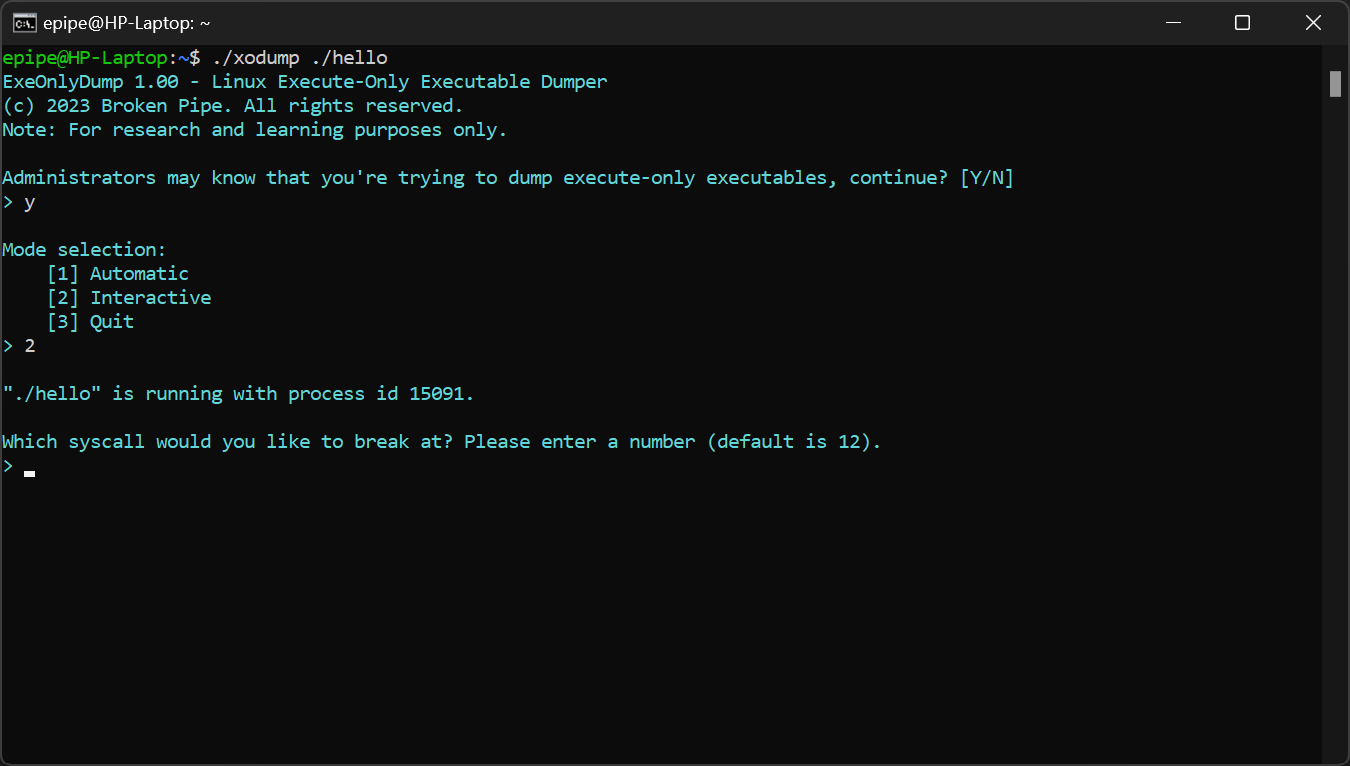 epipe@HP-Laptop: ~
epipe@HP-Laptop:~$ ./xodump ./hello
ExeOnlyDump 1.00 - Linux Execute-Only Executable Dumper
(c) 2023 Broken Pipe. All rights reserved.
Note: For research and learning purposes only.
Administrators may know that you're trying to dump execute-only executables, continue? [Y/N]
> y
Mode selection:
[1] Automatic
[2] Interactive
[3] Quit
> 2
"./hello" is running with process id 15091.
Which syscall would you like to break at? Please enter a number (default is 12).
>